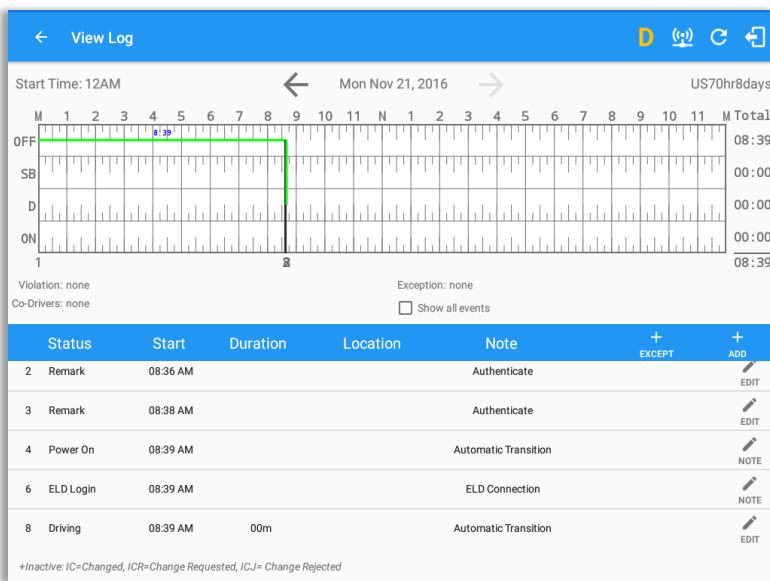 View Log D
Start Time: 12AM Mon Nov 21, 2016 US70hr8days
M 1 2 3 4 5 6 7 8 9 10 11 N 1 2 3 4 5 6 7 8 9 10 11 M Total
8:39
OFF 08:39
SB 00:00
D 00:00
ON 00:00
1 08:39
Violation: none Exception: none
Co-Drivers: none Show all events
Status Start Duration Location Note + EXCEPT + ADD
2 Remark 08:36 AM Authenticate EDIT
3 Remark 08:38 AM Authenticate EDIT
4 Power On 08:39 AM Automatic Transition NOTE
6 ELD Login 08:39 AM ELD Connection NOTE
8 Driving 08:39 AM 00m Automatic Transition EDIT
+Inactive: IC=Changed, ICR=Change Requested, ICJ= Change Rejected